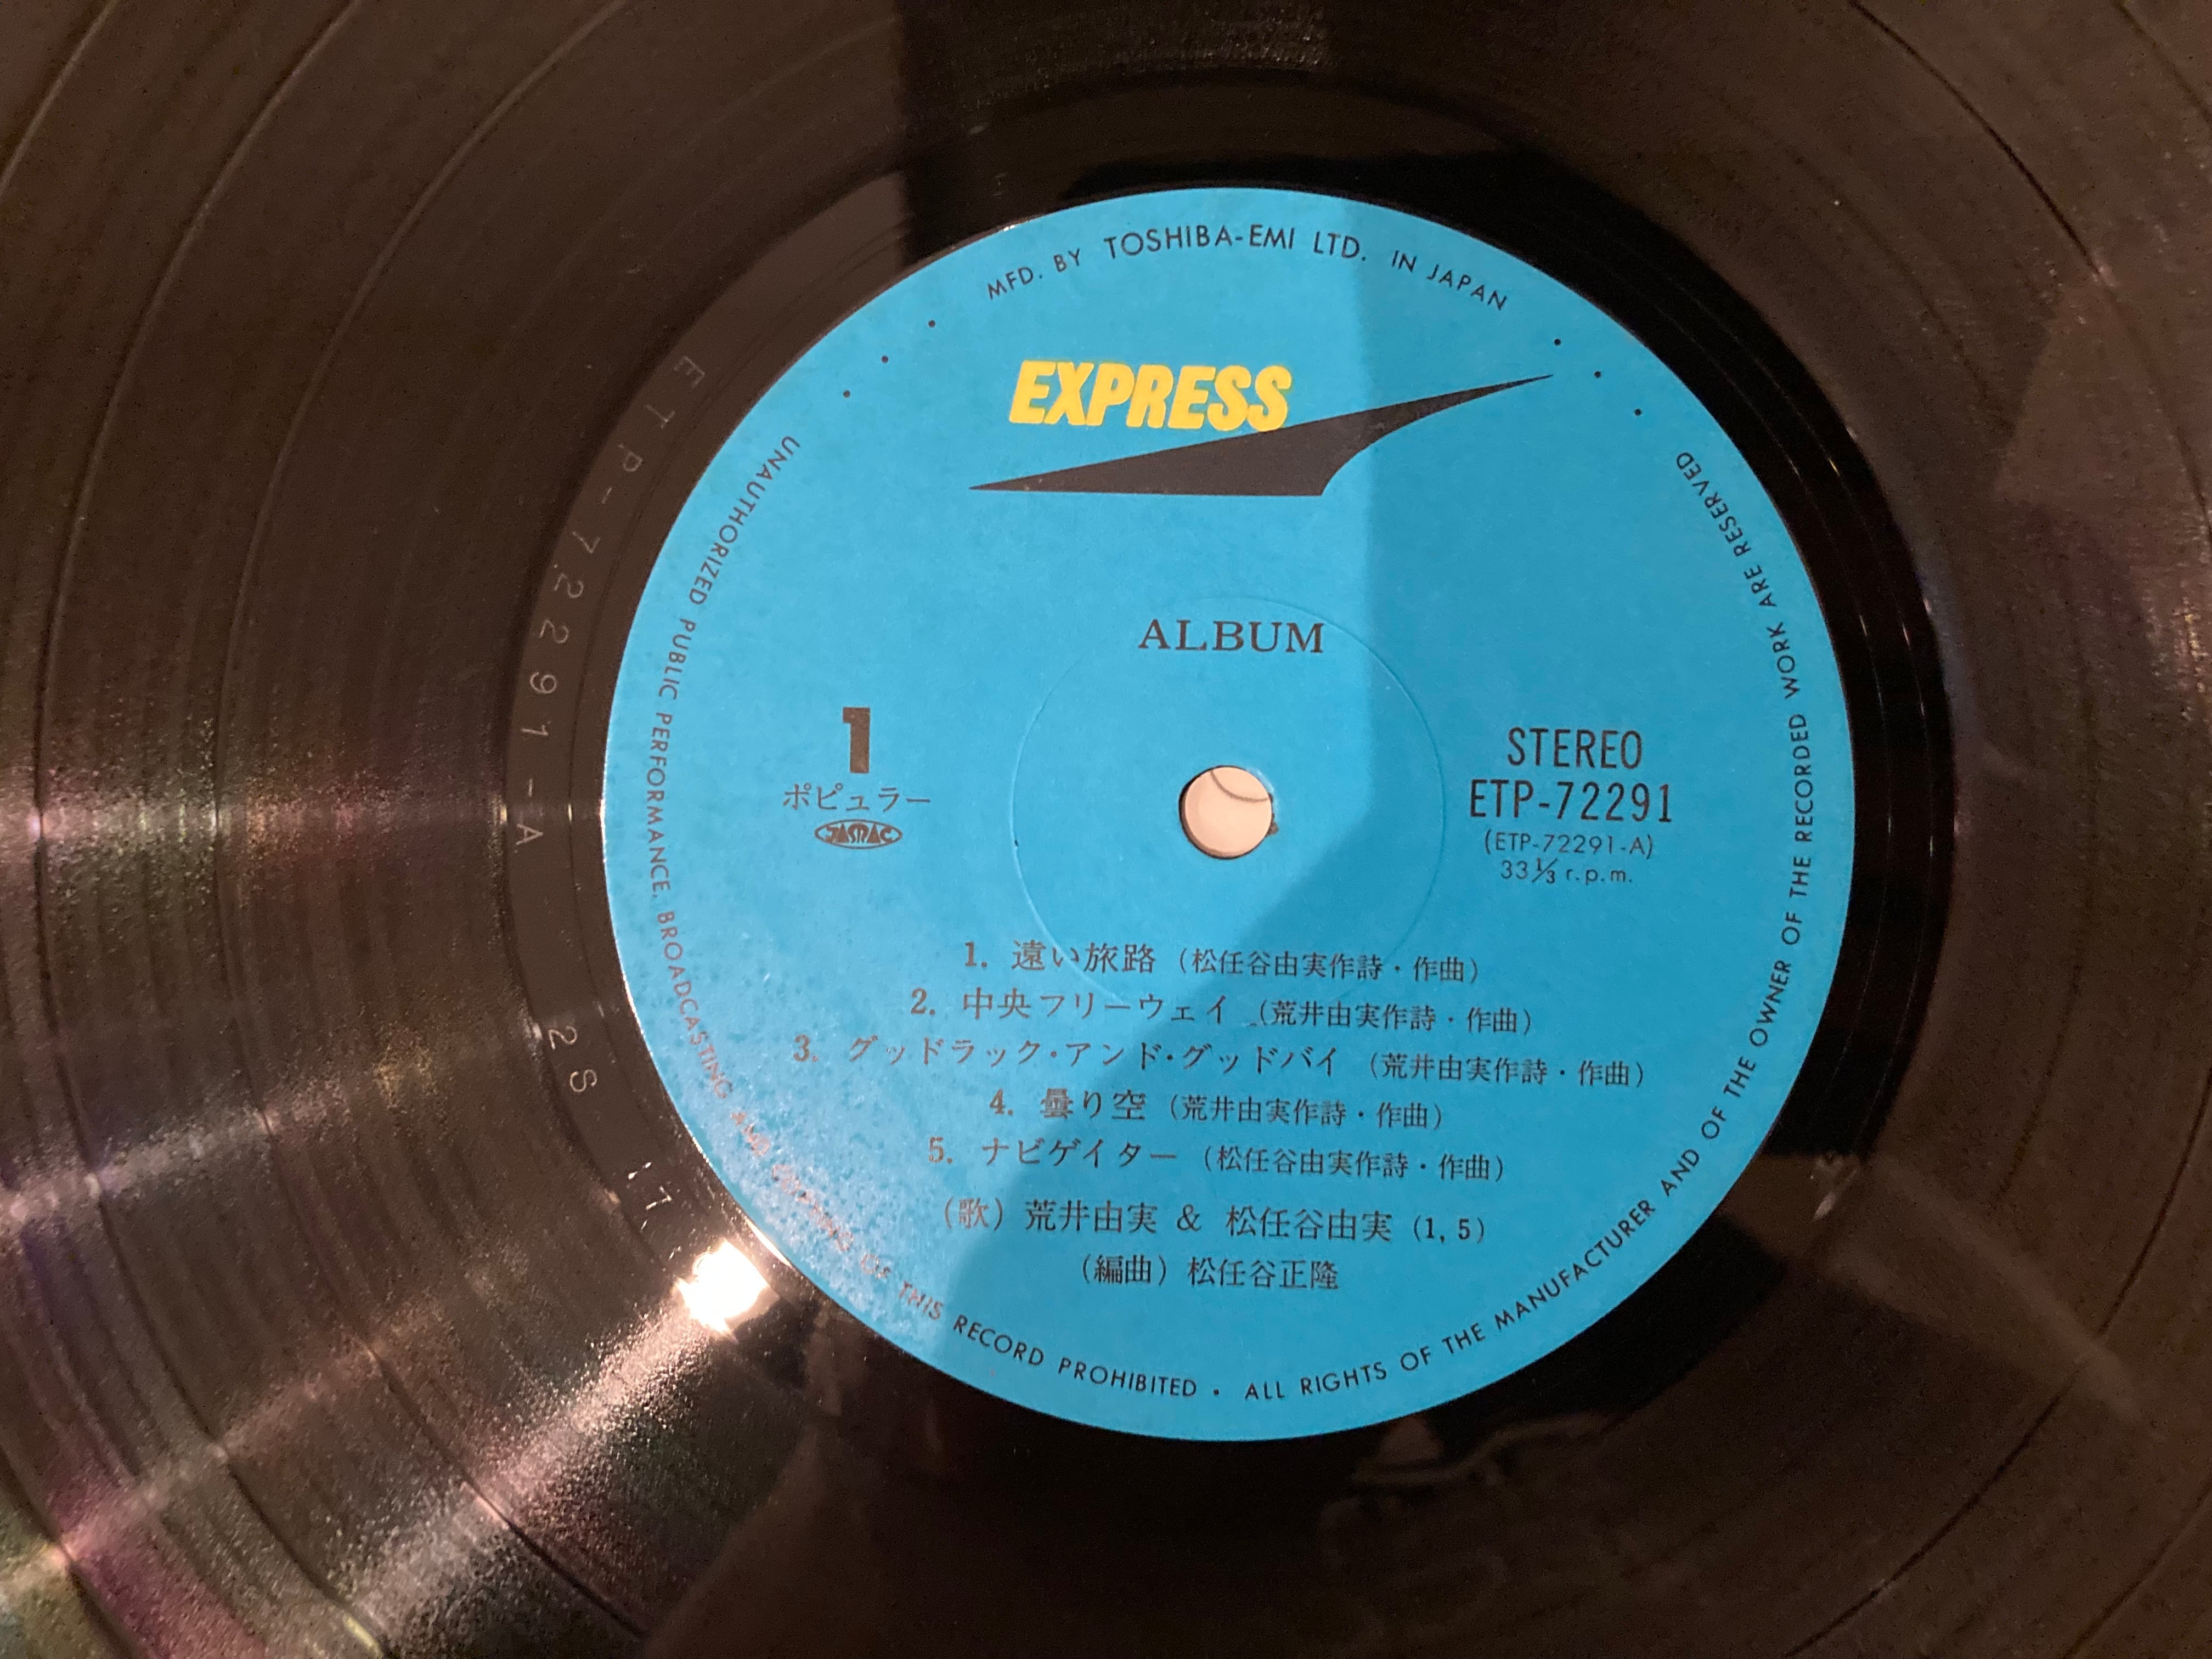 MFD. BY TOSHIBA-EMI LTD. IN JAPAN
EXPRESS
ALBUM
1
ポピュラー
JASRAC
STEREO
ETP-72291
(ETP-72291-A)
33⅓ r.p.m.
1. 遠い旅路 (松任谷由実作詩・作曲)
2. 中央フリーウェイ (荒井由実作詩・作曲)
3. グッドラック・アンド・グッドバイ (荒井由実作詩・作曲)
4. 曇り空 (荒井由実作詩・作曲)
5. ナビゲイター (松任谷由実作詩・作曲)
(歌) 荒井由実 & 松任谷由実 (1, 5)
(編曲) 松任谷正隆
UNAUTHORIZED PUBLIC PERFORMANCE, BROADCASTING AND COPYING OF THIS RECORD PROHIBITED • ALL RIGHTS OF THE MANUFACTURER AND OF THE OWNER OF THE RECORDED WORK ARE RESERVED
ETP-72291-A 2S 17